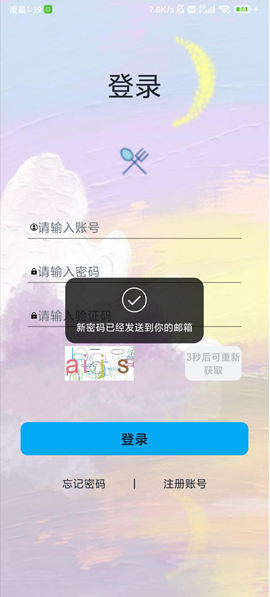 凌晨1:19 7.8K/s
登录
请输入账号
请输入密码
新密码已经发送到你的邮箱
请输入验证码
3秒后可重新
获取
登录
忘记密码 | 注册账号